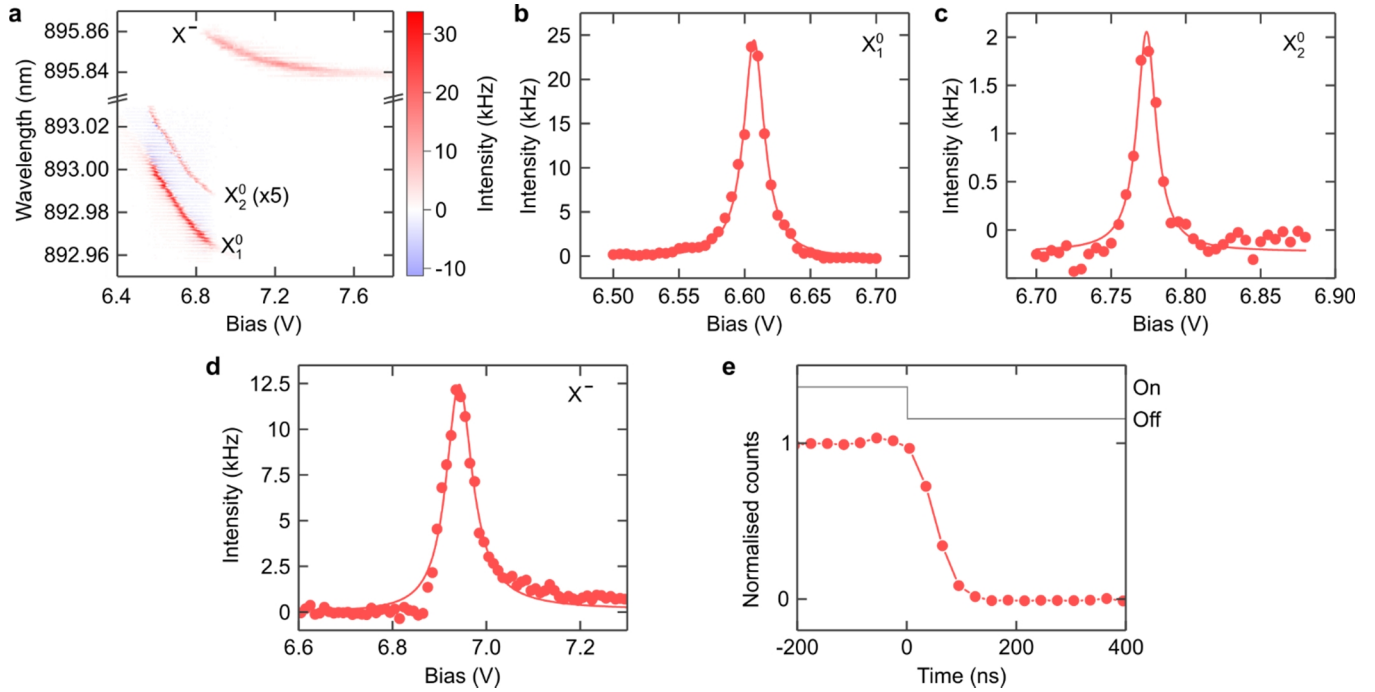 a
895.86
895.84
893.02
893.00
892.98
892.96
Wavelength (nm)
X⁻
X⁰₂ (x5)
X⁰₁
6.4
6.8
7.2
7.6
Bias (V)
30
20
10
0
-10
Intensity (kHz)
b
25
20
15
10
5
0
Intensity (kHz)
X⁰₁
6.50
6.55
6.60
6.65
6.70
Bias (V)
c
2
1.5
1
0.5
0
Intensity (kHz)
X⁰₂
6.70
6.75
6.80
6.85
6.90
Bias (V)
d
12.5
10
7.5
5
2.5
0
Intensity (kHz)
X⁻
6.6
6.8
7.0
7.2
Bias (V)
e
On
Off
1
0
Normalised counts
-200
0
200
400
Time (ns)